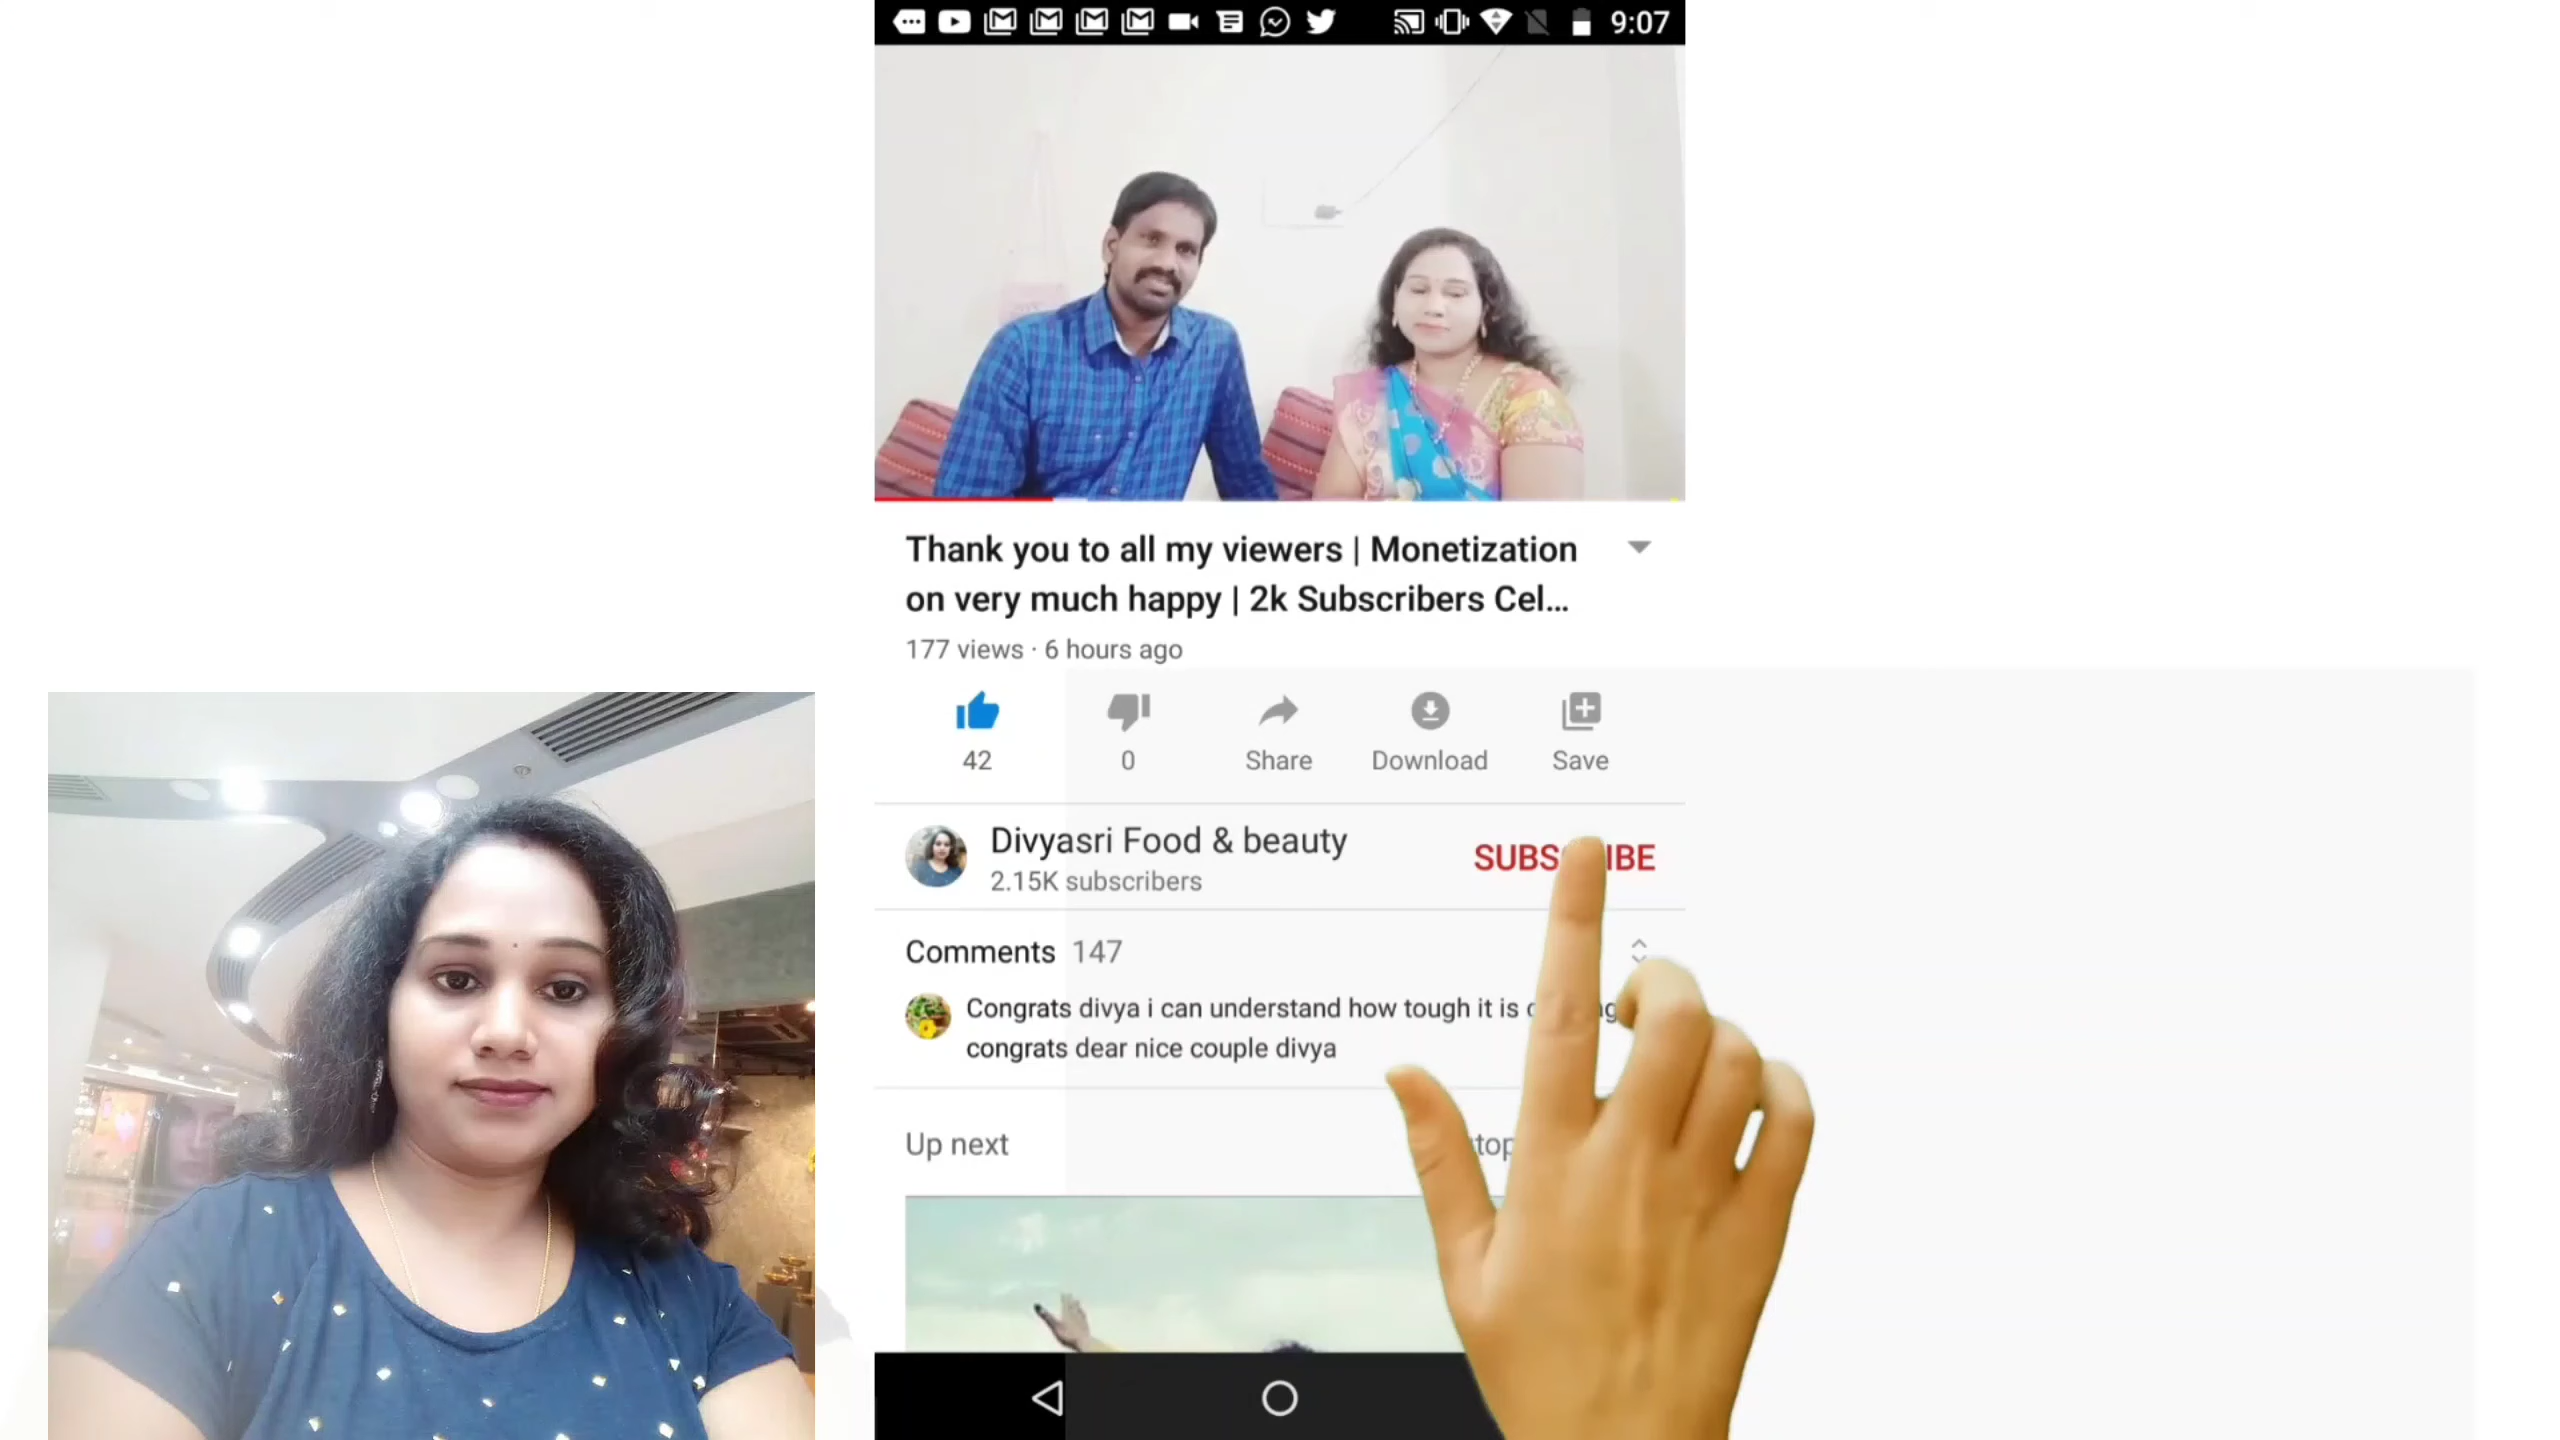 9:07
Thank you to all my viewers | Monetization
on very much happy | 2k Subscribers Cel...
177 views · 6 hours ago
42 0 Share Download Save
Divyasri Food & beauty
SUBS IBE
2.15K subscribers
Comments 147
Congrats divya i can understand how tough it is
congrats dear nice couple divya
Up next